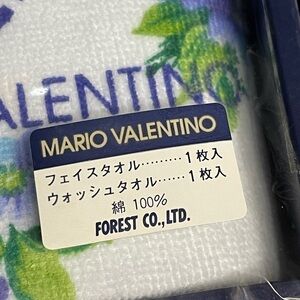 VALENTINO
MARIO VALENTINO
フェイスタオル………1枚入
ウォッシュタオル……1枚入
綿 100%
FOREST CO.,LTD.